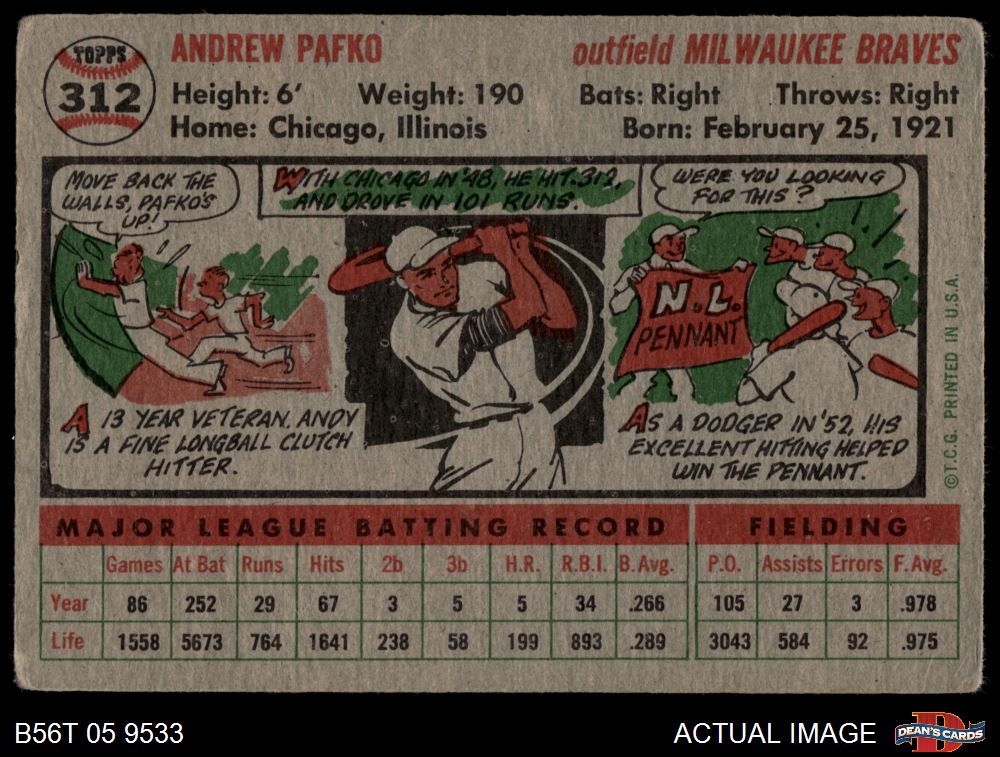 TOPPS
312
ANDREW PAFKO
outfield MILWAUKEE BRAVES
Height: 6' Weight: 190 Bats: Right Throws: Right
Home: Chicago, Illinois Born: February 25, 1921
MOVE BACK THE
WALLS, PAFKO'S
UP!
WITH CHICAGO IN '48, HE HIT .312,
AND DROVE IN 101 RUNS.
WERE YOU LOOKING
FOR THIS?
N.L.
PENNANT
A 13 YEAR VETERAN, ANDY
IS A FINE LONGBALL CLUTCH
HITTER.
AS A DODGER IN '52, HIS
EXCELLENT HITTING HELPED
WIN THE PENNANT.
©T.C.G. PRINTED IN U.S.A.
MAJOR LEAGUE BATTING RECORD FIELDING
Games At Bat Runs Hits 2b 3b H.R. R.B.I. B.Avg. P.O. Assists Errors F.Avg.
Year 86 252 29 67 3 5 5 34 .266 105 27 3 .978
Life 1558 5673 764 1641 238 58 199 893 .289 3043 584 92 .975
B56T 05 9533
ACTUAL IMAGE
DEAN'S CARDS